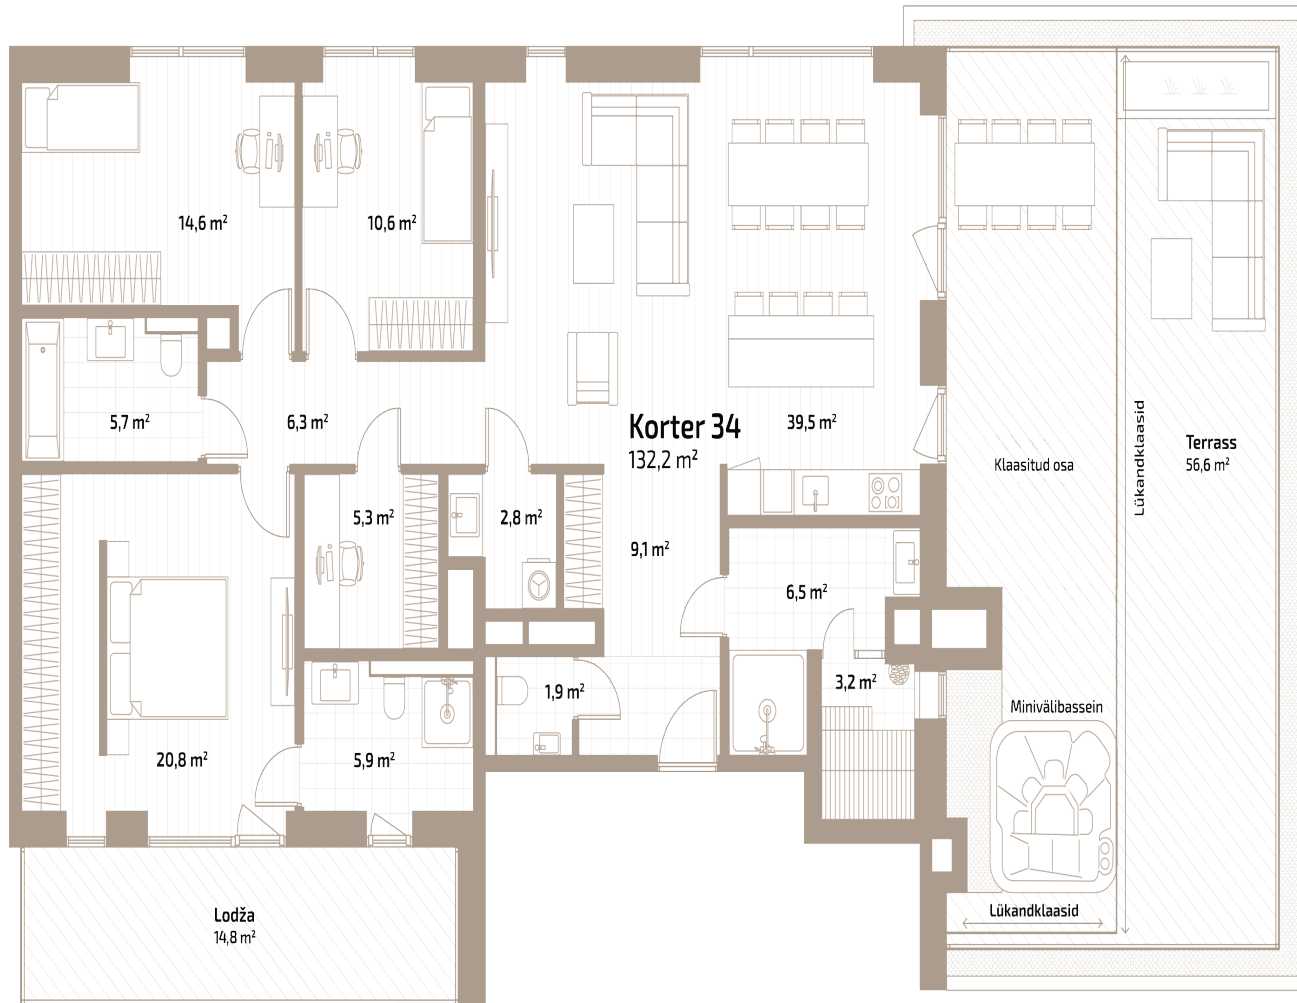 14,6 m²
10,6 m²
5,7 m²
6,3 m²
Korter 34
132,2 m²
39,5 m²
Klaasitud osa
Lükandklaasid
Terrass
56,6 m²
5,3 m²
2,8 m²
9,1 m²
6,5 m²
3,2 m²
1,9 m²
Minivälibassein
20,8 m²
5,9 m²
Lükandklaasid
Lodža
14,8 m²